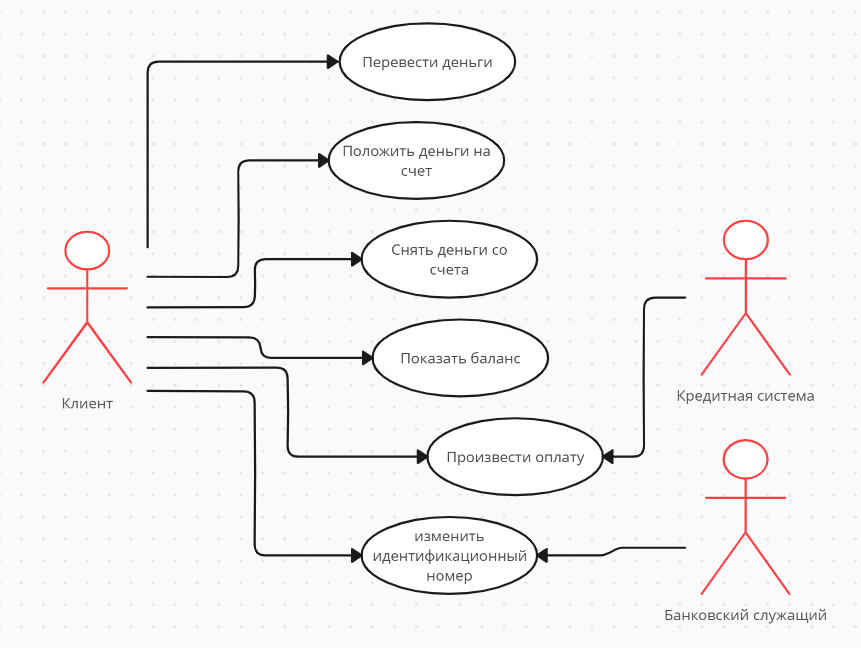 Перевести деньги
Положить деньги на
счет
Снять деньги со
счета
Показать баланс
Клиент
Кредитная система
Произвести оплату
изменить
идентификационный
номер
Банковский служащий